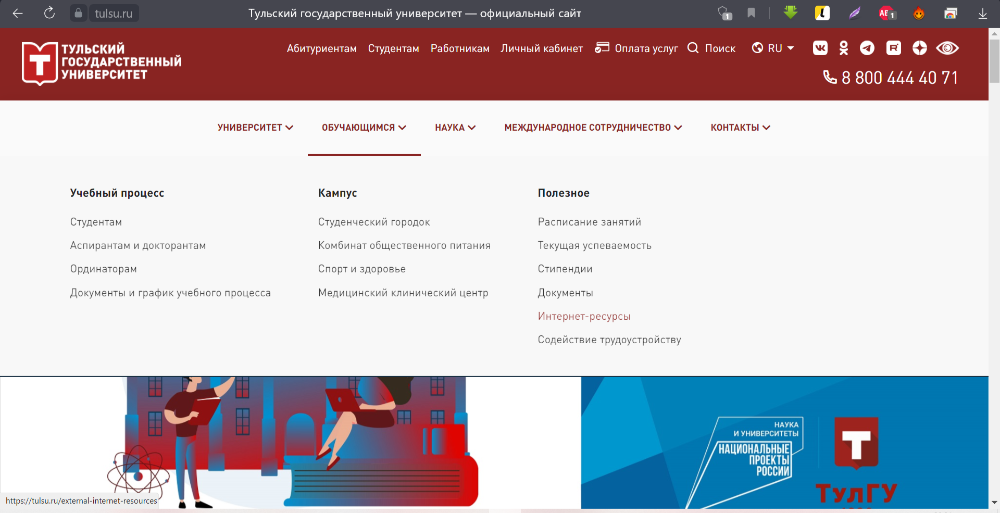 tulsu.ru
Тульский государственный университет — официальный сайт
1
1
ТУЛЬСКИЙ
ГОСУДАРСТВЕННЫЙ
УНИВЕРСИТЕТ
Абитуриентам Студентам Работникам Личный кабинет Оплата услуг Поиск RU
8 800 444 40 71
УНИВЕРСИТЕТ ОБУЧАЮЩИМСЯ НАУКА МЕЖДУНАРОДНОЕ СОТРУДНИЧЕСТВО КОНТАКТЫ
Учебный процесс
Студентам
Аспирантам и докторантам
Ординаторам
Документы и график учебного процесса
Кампус
Студенческий городок
Комбинат общественного питания
Спорт и здоровье
Медицинский клинический центр
Полезное
Расписание занятий
Текущая успеваемость
Стипендии
Документы
Интернет-ресурсы
Содействие трудоустройству
НАУКА
И УНИВЕРСИТЕТЫ
НАЦИОНАЛЬНЫЕ
ПРОЕКТЫ
РОССИИ
Т
ТулГУ
https://tulsu.ru/external-internet-resources